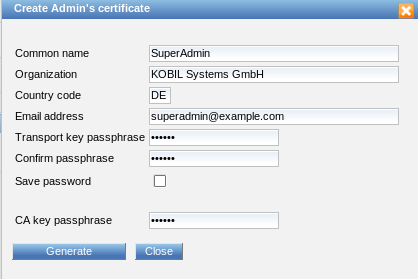 Create Admin's certificate
Common name SuperAdmin
Organization KOBIL Systems GmbH
Country code DE
Email address superadmin@example.com
Transport key passphrase ••••••
Confirm passphrase ••••••
Save password
CA key passphrase ••••••
Generate Close